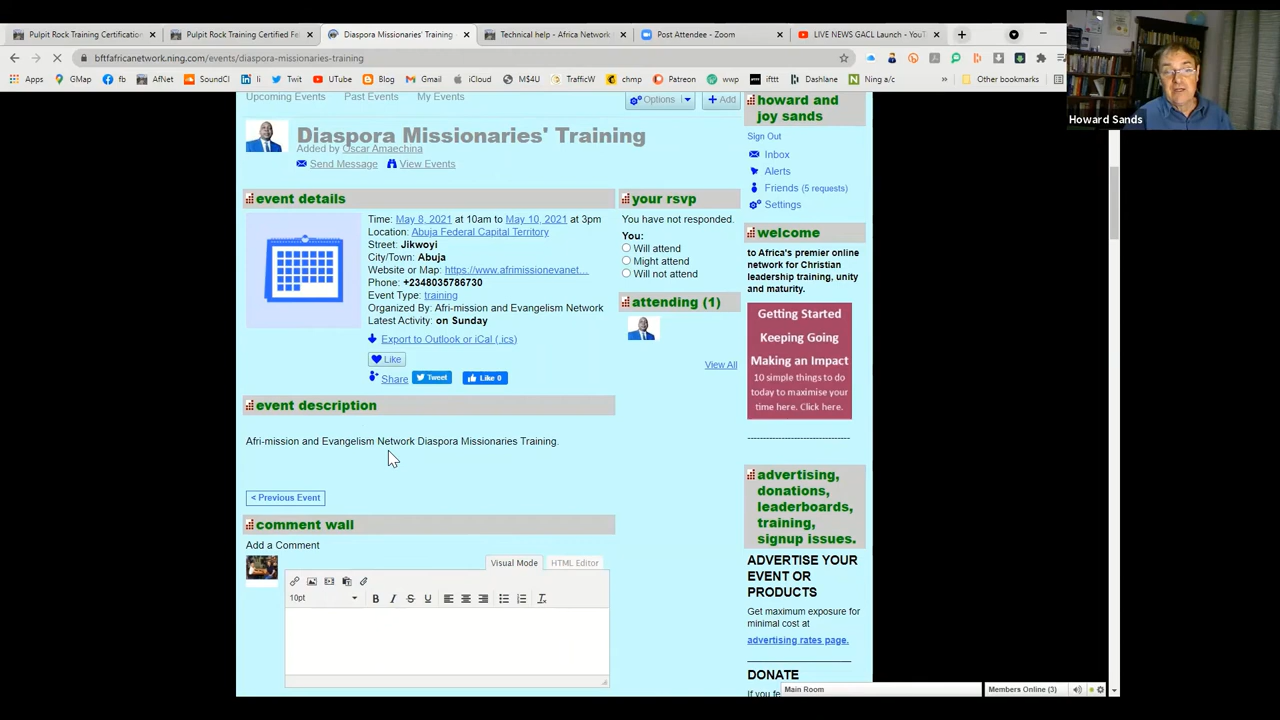 Pulpit Rock Training Certification
Pulpit Rock Training Certified Fe
Diaspora Missionaries' Training
Technical help - Africa Network
Post Attendee - Zoom
LIVE NEWS GACL Launch - YouT
bftfafricanetwork.ning.com/events/diaspora-missionaries-training
Apps
GMap
fb
AfNet
SoundCl
li
Twitr
UTube
Blog
Gmail
iCloud
M$4U
TrafficW
chmp
Patreon
wwp
ifttt
Dashlane
Ning a/c
»
Other bookmarks
Howard Sands
Upcoming Events
Past Events
My Events
Options
+ Add
Diaspora Missionaries' Training
Added by Oscar Amaechina
Send Message
View Events
event details
Time: May 8, 2021 at 10am to May 10, 2021 at 3pm
Location: Abuja Federal Capital Territory
Street: Jikwoyi
City/Town: Abuja
Website or Map: https://www.afrimissionevanet...
Phone: +2348035786730
Event Type: training
Organized By: Afri-mission and Evangelism Network
Latest Activity: on Sunday
Export to Outlook or iCal (.ics)
Like
Share
Tweet
Like 0
event description
Afri-mission and Evangelism Network Diaspora Missionaries Training.
< Previous Event
comment wall
Add a Comment
Visual Mode
HTML Editor
10pt
B
I
S
U
your rsvp
You have not responded.
You:
Will attend
Might attend
Will not attend
attending (1)
View All
howard and
joy sands
Sign Out
Inbox
Alerts
Friends (5 requests)
Settings
welcome
to Africa's premier online
network for Christian
leadership training, unity
and maturity.
Getting Started
Keeping Going
Making an Impact
10 simple things to do
today to maximise your
time here. Click here.
----------------------------
advertising,
donations,
leaderboards,
training,
signup issues.
ADVERTISE YOUR
EVENT OR
PRODUCTS
Get maximum exposure for
minimal cost at
advertising rates page.
DONATE
Main Room
Members Online (3)